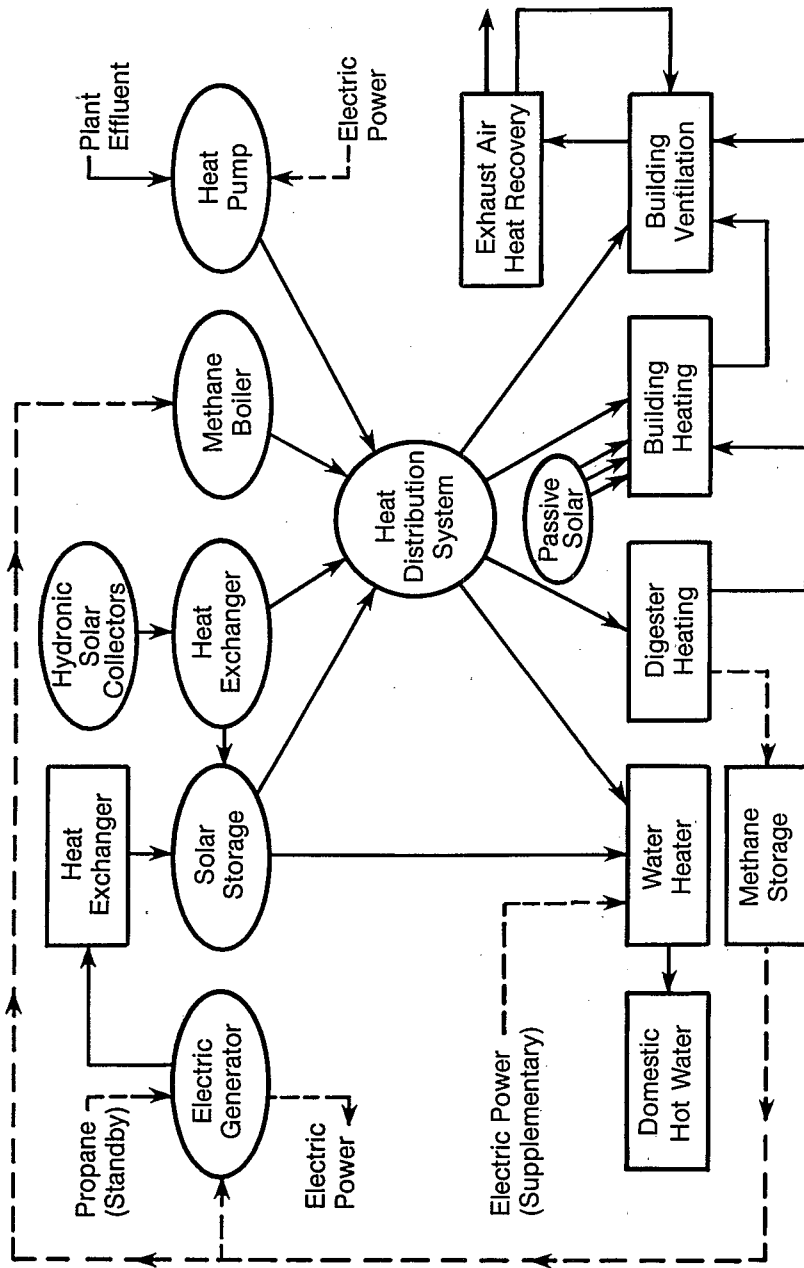 Hydronic
Solar
Collectors
Heat
Exchanger
Propane
(Standby)
Electric
Generator
Electric
Power
Solar
Storage
Heat
Exchanger
Methane
Boiler
Heat
Pump
Plant
Effluent
Electric
Power
Heat
Distribution
System
Passive
Solar
Exhaust Air
Heat Recovery
Electric Power
(Supplementary)
Domestic
Hot Water
Water
Heater
Digester
Heating
Building
Heating
Building
Ventilation
Methane
Storage